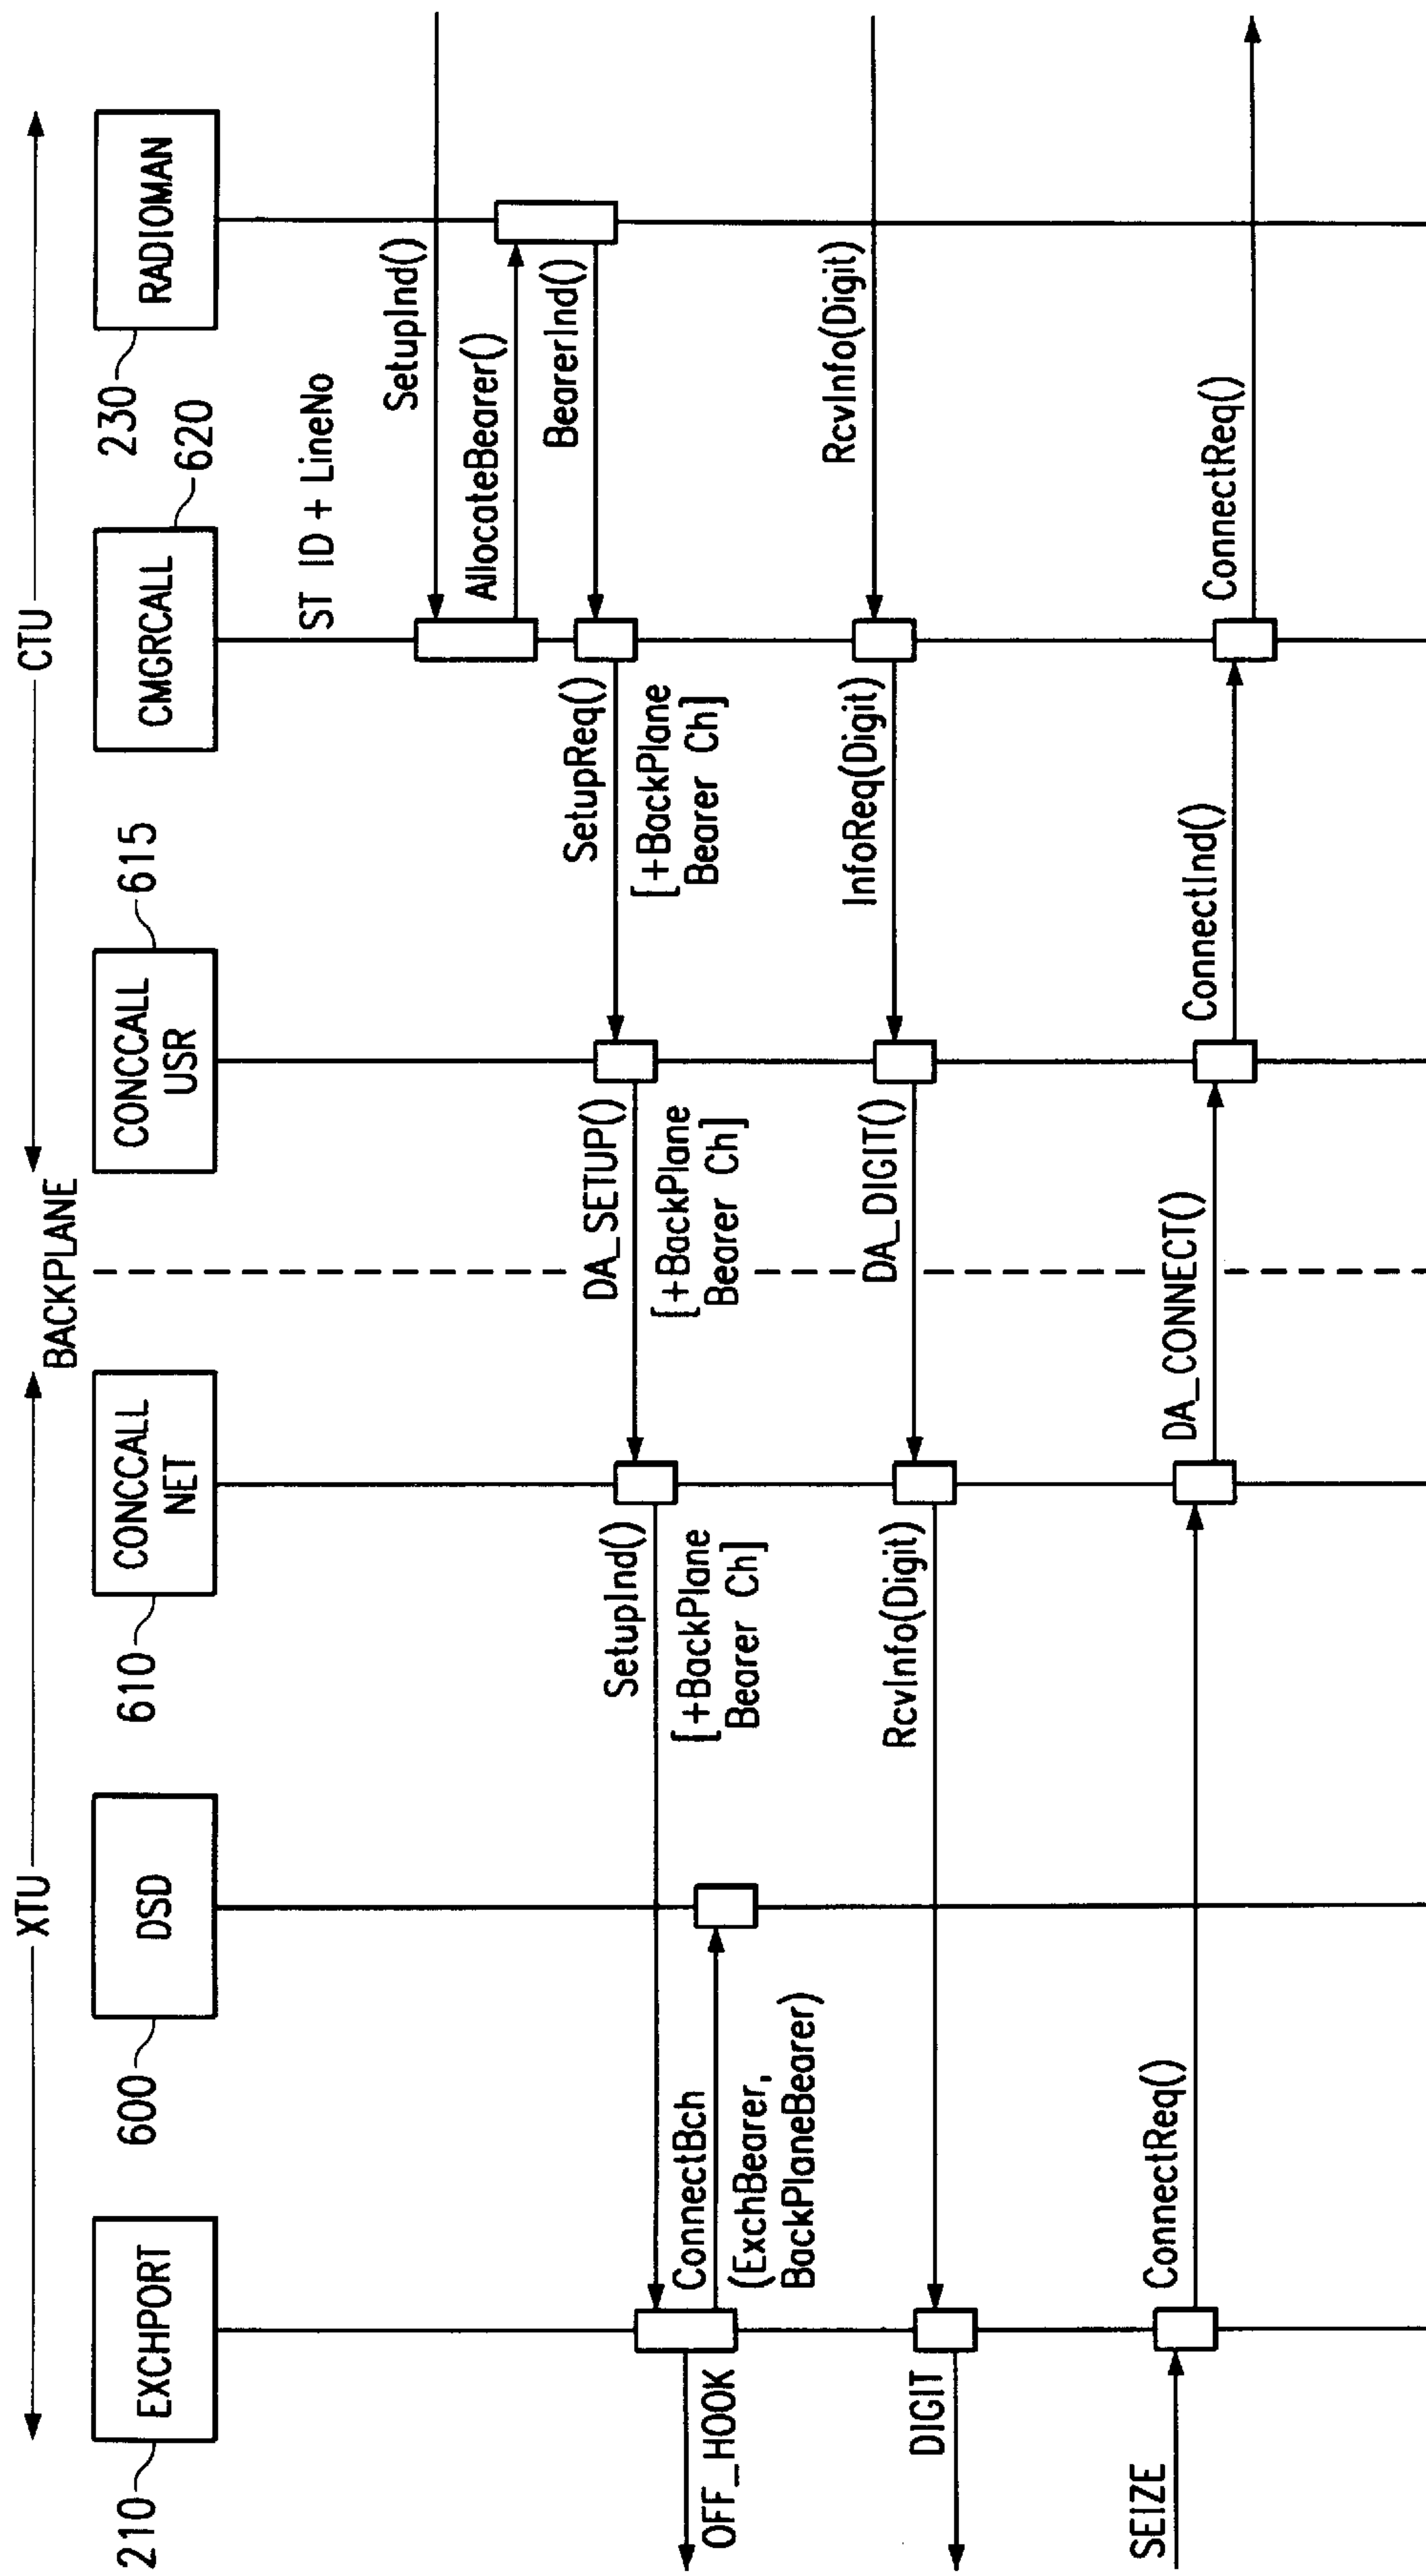 XTU
BACKPLANE
CTU
210
EXCHPORT
600
DSD
610
CONCCALL
NET
CONCCALL
USR
615
CMGRCALL
620
230
RADIOMAN
ST ID + LineNo
SetupInd()
AllocateBearer()
BearerInd()
SetupReq()
[+BackPlane
Bearer Ch]
DA_SETUP()
[+BackPlane
Bearer Ch]
SetupInd()
[+BackPlane
Bearer Ch]
OFF_HOOK
ConnectBch
(ExchBearer,
BackPlaneBearer)
RcvInfo(Digit)
InfoReq(Digit)
DA_DIGIT()
RcvInfo(Digit)
DIGIT
SEIZE
ConnectReq()
DA_CONNECT()
ConnectInd()
ConnectReq()